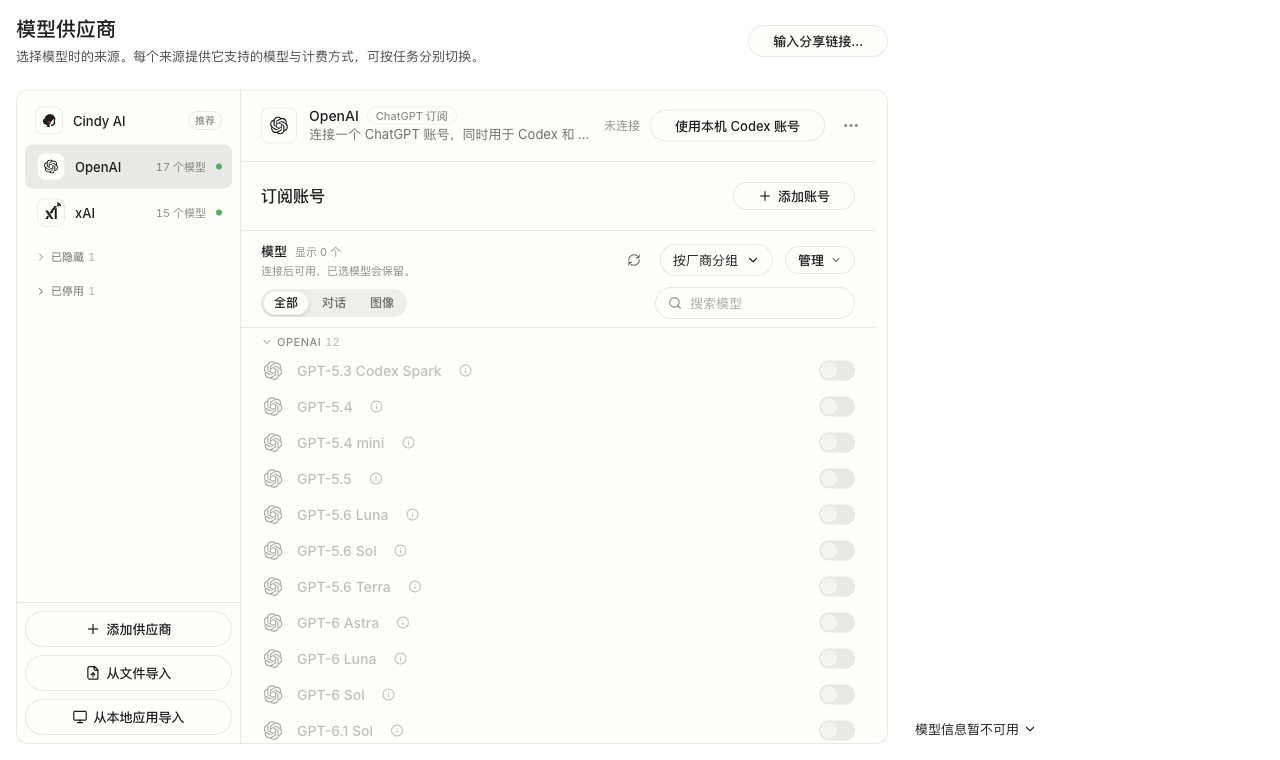 模型供应商
选择模型时的来源。每个来源提供它支持的模型与计费方式，可按任务分别切换。
输入分享链接...
Cindy AI 推荐
OpenAI 17 个模型
xAI 15 个模型
已隐藏 1
已停用 1
添加供应商
从文件导入
从本地应用导入
OpenAI ChatGPT 订阅
连接一个 ChatGPT 账号，同时用于 Codex 和 ...
未连接
使用本机 Codex 账号
订阅账号
添加账号
模型 显示 0 个
连接后可用，已选模型会保留。
按厂商分组
管理
全部 对话 图像
搜索模型
OPENAI 12
GPT-5.3 Codex Spark
GPT-5.4
GPT-5.4 mini
GPT-5.5
GPT-5.6 Luna
GPT-5.6 Sol
GPT-5.6 Terra
GPT-6 Astra
GPT-6 Luna
GPT-6 Sol
GPT-6.1 Sol
模型信息暂不可用